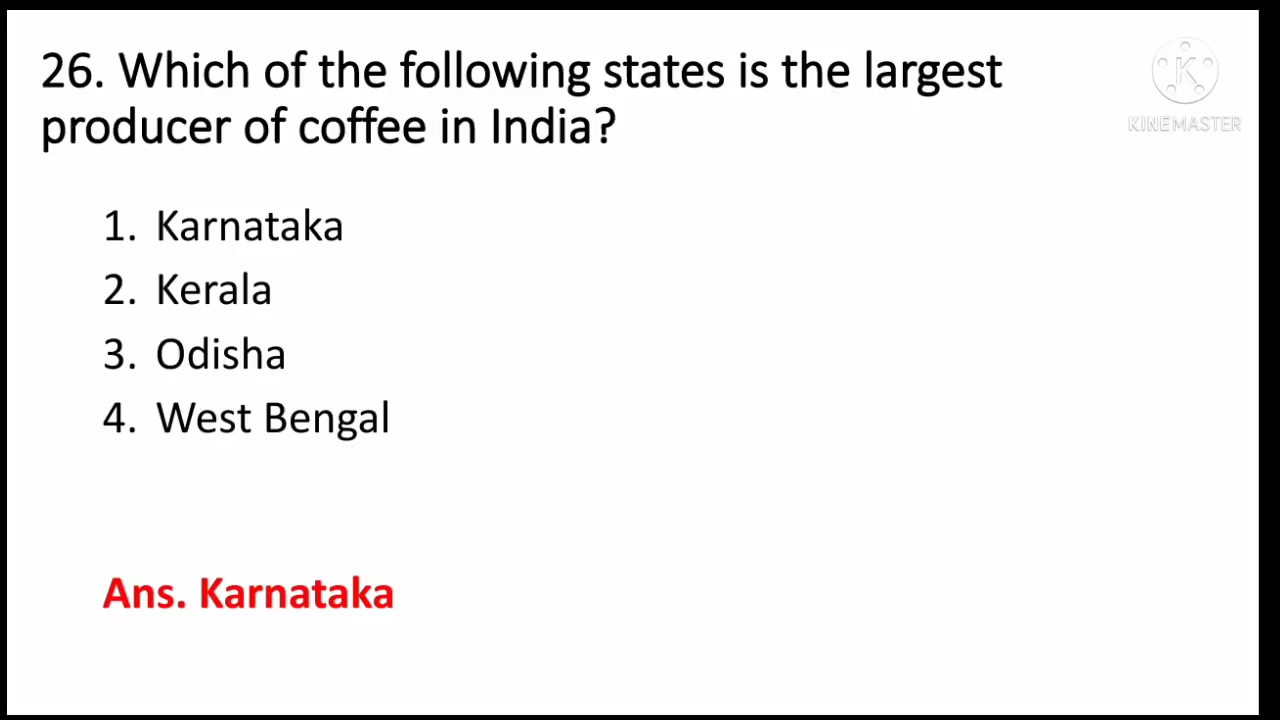 26. Which of the following states is the largest
producer of coffee in India?
K
KINEMASTER
1. Karnataka
2. Kerala
3. Odisha
4. West Bengal
Ans. Karnataka